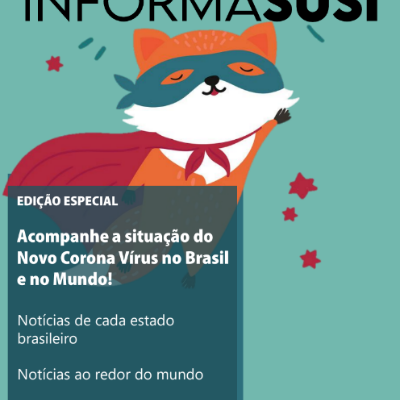 INFORMASUSI
EDIÇÃO ESPECIAL
Acompanhe a situação do
Novo Corona Vírus no Brasil
e no Mundo!
Notícias de cada estado
brasileiro
Notícias ao redor do mundo